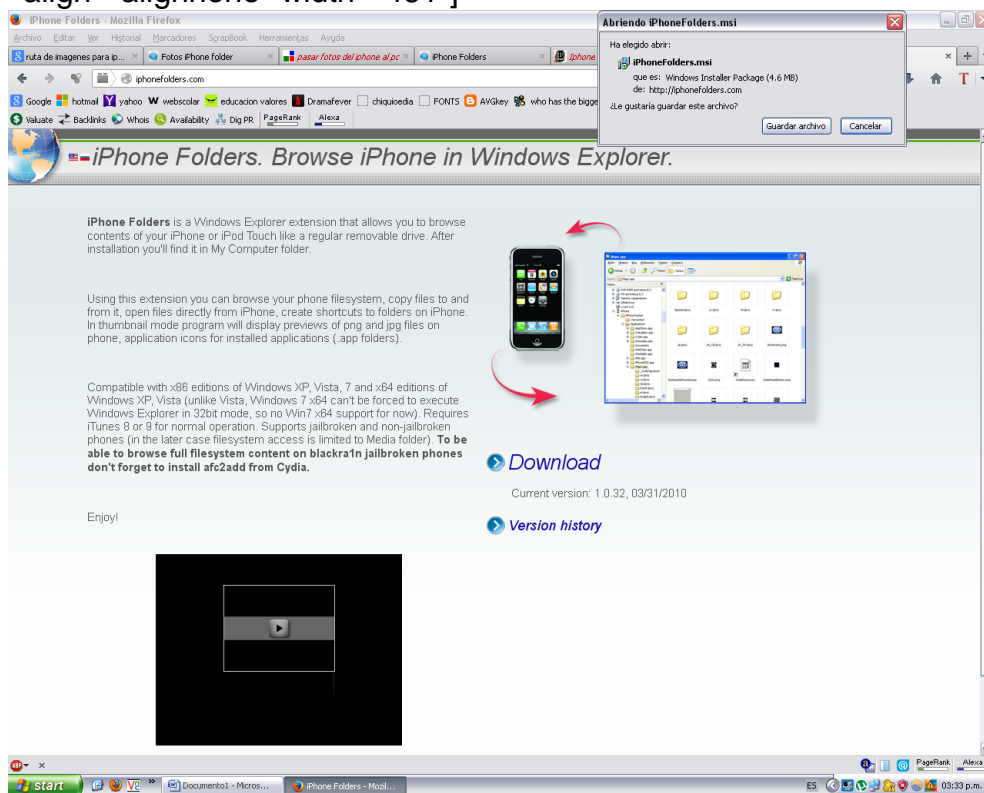 align="alignnone" width="451"]
iPhone Folders - Mozilla Firefox
Archivo Editar Ver Historial Marcadores ScrapBook Herramientas Ayuda
ruta de imagenes para ip... Fotos iPhone folder pasar fotos del iphone al pc iPhone Folders Iphone
iphonefolders.com
Google hotmail yahoo webscolar educacion valores Dramafever chiquipedia FONTS AVGkey who has the bigge
Valuate Backlinks Whois Availability Dig PR PageRank Alexa
Abriendo iPhoneFolders.msi
Ha elegido abrir:
iPhoneFolders.msi
que es: Windows Installer Package (4.6 MB)
de: http://iphonefolders.com
¿Le gustaría guardar este archivo?
Guardar archivo Cancelar
iPhone Folders. Browse iPhone in Windows Explorer.
iPhone Folders is a Windows Explorer extension that allows you to browse
contents of your iPhone or iPod Touch like a regular removable drive. After
installation you'll find it in My Computer folder.
Using this extension you can browse your phone filesystem, copy files to and
from it, open files directly from iPhone, create shortcuts to folders on iPhone.
In thumbnail mode program will display previews of png and jpg files on
phone, application icons for installed applications (.app folders).
Compatible with x86 editions of Windows XP, Vista, 7 and x64 editions of
Windows XP, Vista (unlike Vista, Windows 7 x64 can't be forced to execute
Windows Explorer in 32bit mode, so no Win7 x64 support for now). Requires
iTunes 8 or 9 for normal operation. Supports jailbroken and non-jailbroken
phones (in the later case filesystem access is limited to Media folder). To be
able to browse full filesystem content on blackra1n jailbroken phones
don't forget to install afc2add from Cydia.
Enjoy!
Download
Current version: 1.0.32, 03/31/2010
Version history
PageRank Alexa
start Documento1 - Micros... iPhone Folders - Mozil... ES 03:33 p.m.